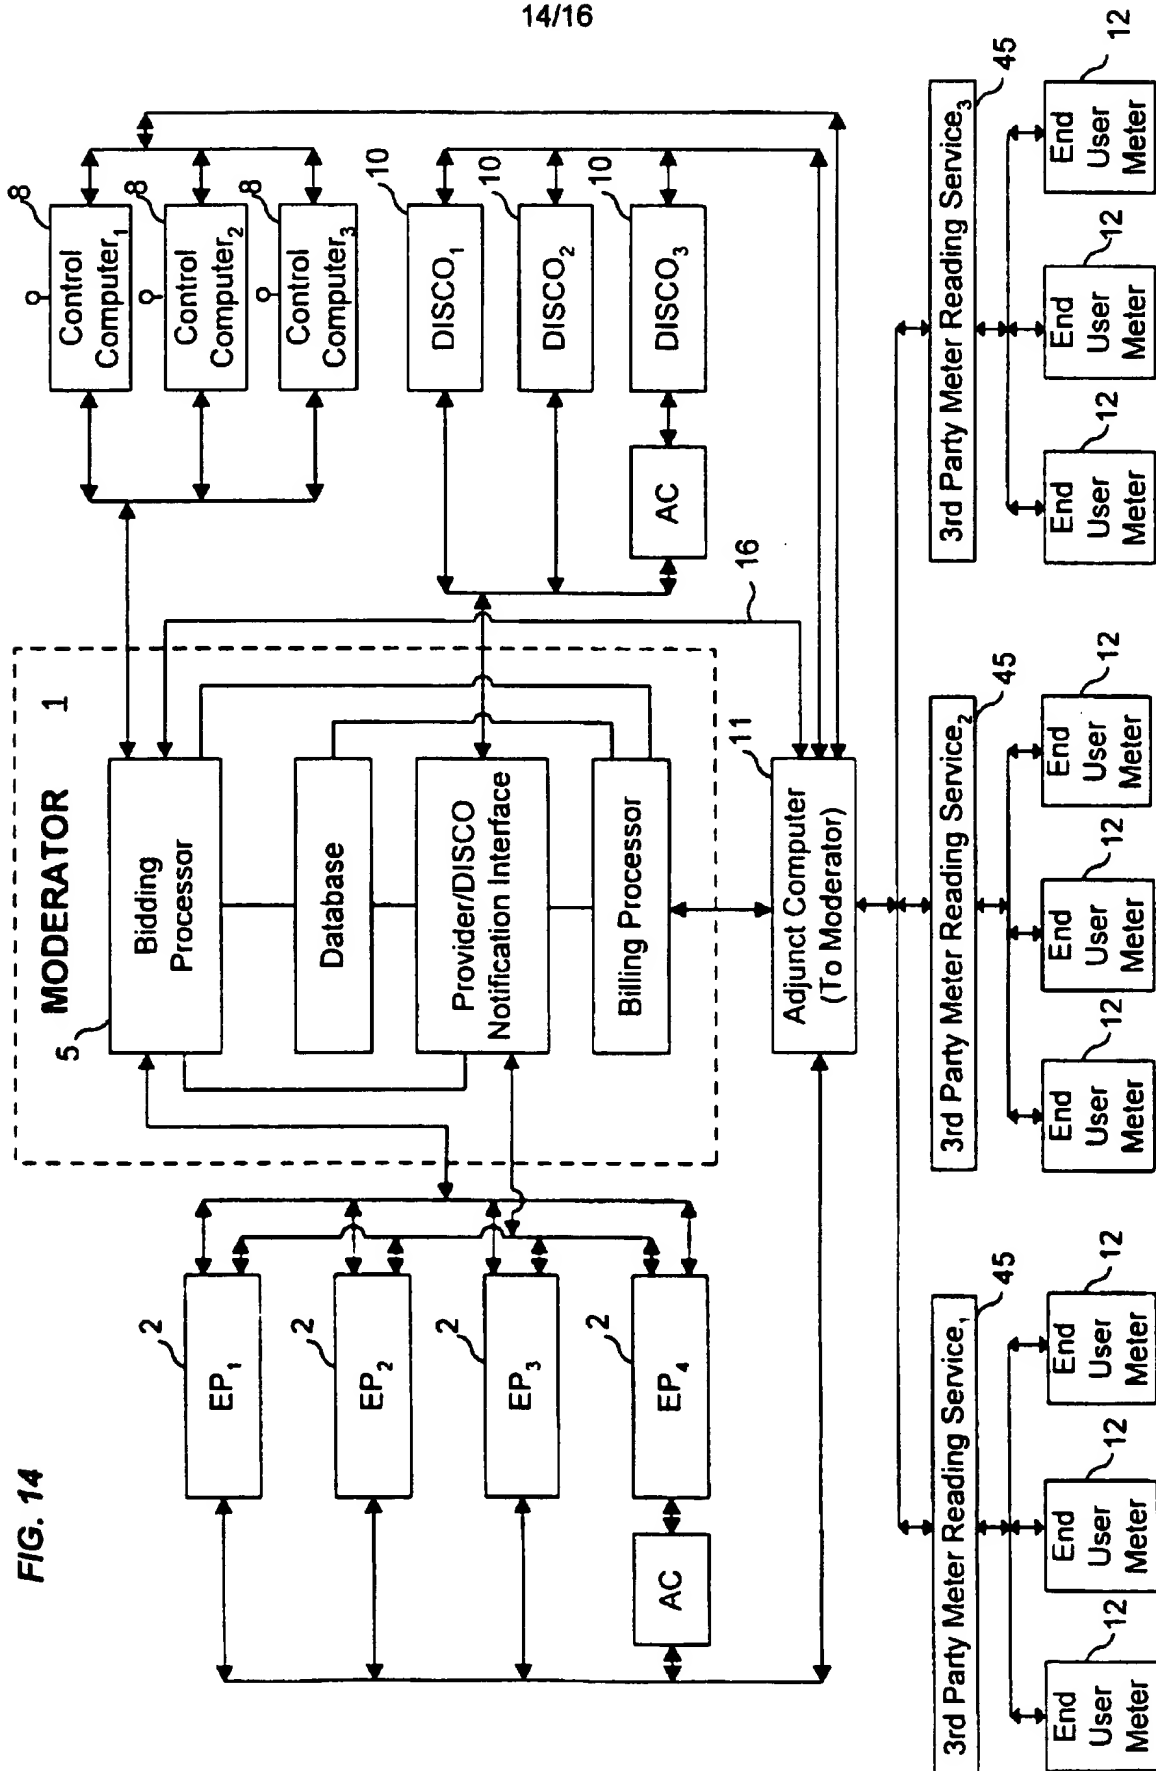 14/16
FIG. 14
MODERATOR
1
5
Bidding
Processor
Database
Provider/DISCO
Notification Interface
Billing Processor
2
EP1
2
EP2
2
EP3
2
EP4
AC
8
Control
Computer1
8
Control
Computer2
8
Control
Computer3
10
DISCO1
10
DISCO2
10
DISCO3
AC
16
11
Adjunct Computer
(To Moderator)
45
3rd Party Meter Reading Service1
45
3rd Party Meter Reading Service2
45
3rd Party Meter Reading Service3
12
End
User
Meter
12
End
User
Meter
12
End
User
Meter
12
End
User
Meter
12
End
User
Meter
12
End
User
Meter
12
End
User
Meter
12
End
User
Meter
12
End
User
Meter